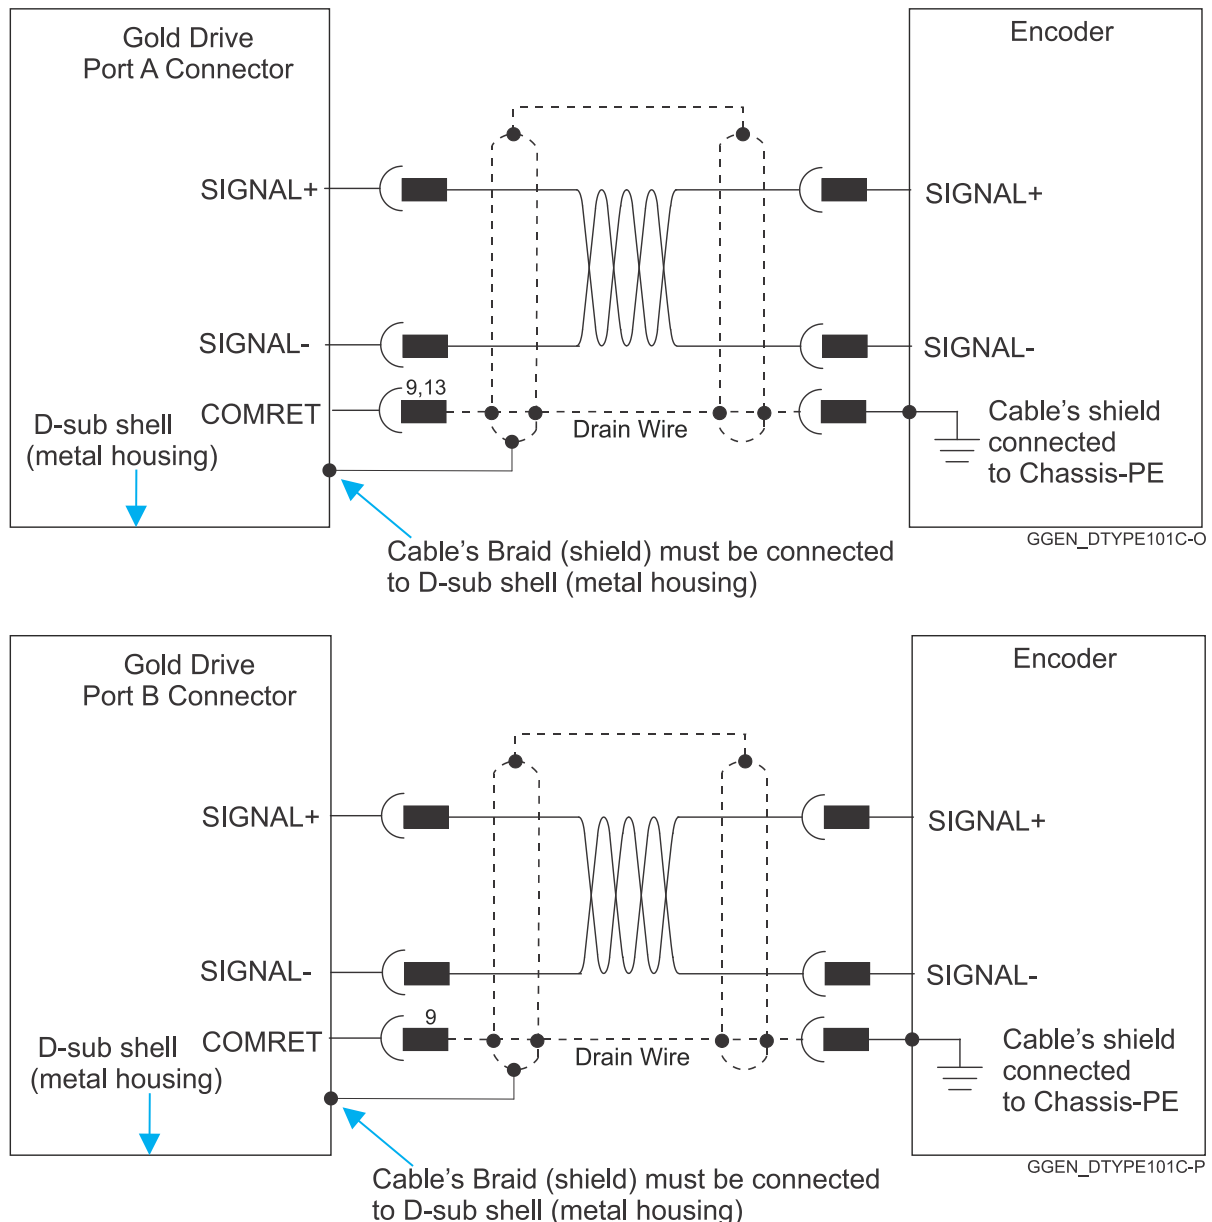 Gold Drive
Port A Connector
Encoder
SIGNAL+
SIGNAL+
SIGNAL-
SIGNAL-
9,13
COMRET
Drain Wire
D-sub shell
(metal housing)
Cable's shield
connected
to Chassis-PE
GGEN_DTYPE101C-O
Cable's Braid (shield) must be connected
to D-sub shell (metal housing)
Gold Drive
Port B Connector
Encoder
SIGNAL+
SIGNAL+
SIGNAL-
SIGNAL-
9
COMRET
Drain Wire
D-sub shell
(metal housing)
Cable's shield
connected
to Chassis-PE
GGEN_DTYPE101C-P
Cable's Braid (shield) must be connected
to D-sub shell (metal housing)